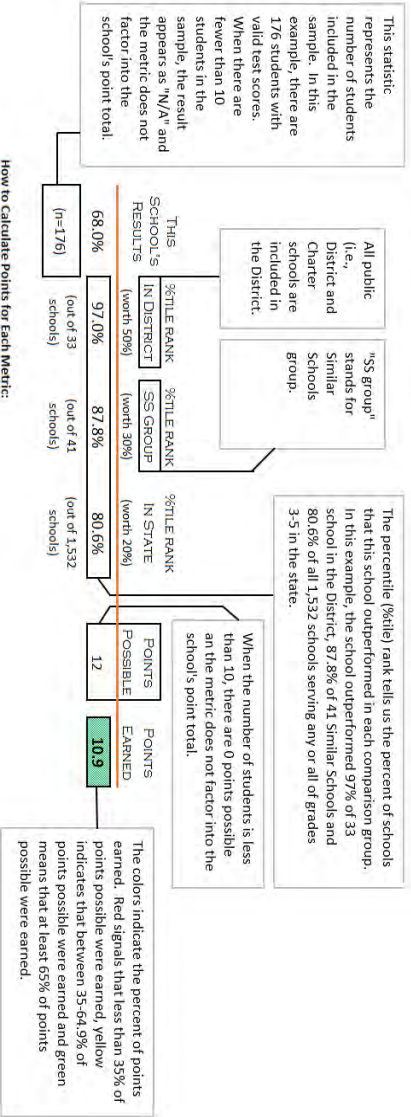 This statistic
represents the
number of students
included in the
sample.  In this
example, there are
176 students with
valid test scores.
When there are
fewer than 10
students in the
sample, the result
appears as "N/A" and
the metric does not
factor into the
school's point total.
All public
(i.e.,
District and
Charter
schools are
included in
the District.
"SS group"
stands for
Similar
Schools
group.
The percentile (%tile) rank tells us the percent of schools
that this school outperformed in each comparison group.
In this example, the school outperformed 97% of 33
school in the District, 87.8% of 41 Similar Schools and
80.6% of all 1,532 schools serving any or all of grades
3-5 in the state.
When the number of students is less
than 10, there are 0 points possible
an the metric does not factor into the
school's point total.
THIS
SCHOOL'S
RESULTS
%TILE RANK
IN DISTRICT
(worth 50%)
%TILE RANK
SS GROUP
(worth 30%)
%TILE RANK
IN STATE
(worth 20%)
POINTS
POSSIBLE
POINTS
EARNED
68.0%
97.0%
87.8%
80.6%
12
10.9
(n=176)
(out of 33
schools)
(out of 41
schools)
(out of 1,532
schools)
The colors indicate the percent of points
earned.  Red signals that less than 35% of
points possible were earned, yellow
indicates that between 35-64.9% of
points possible were earned and green
means that at least 65% of points
possible were earned.
How to Calculate Points for Each Metric: